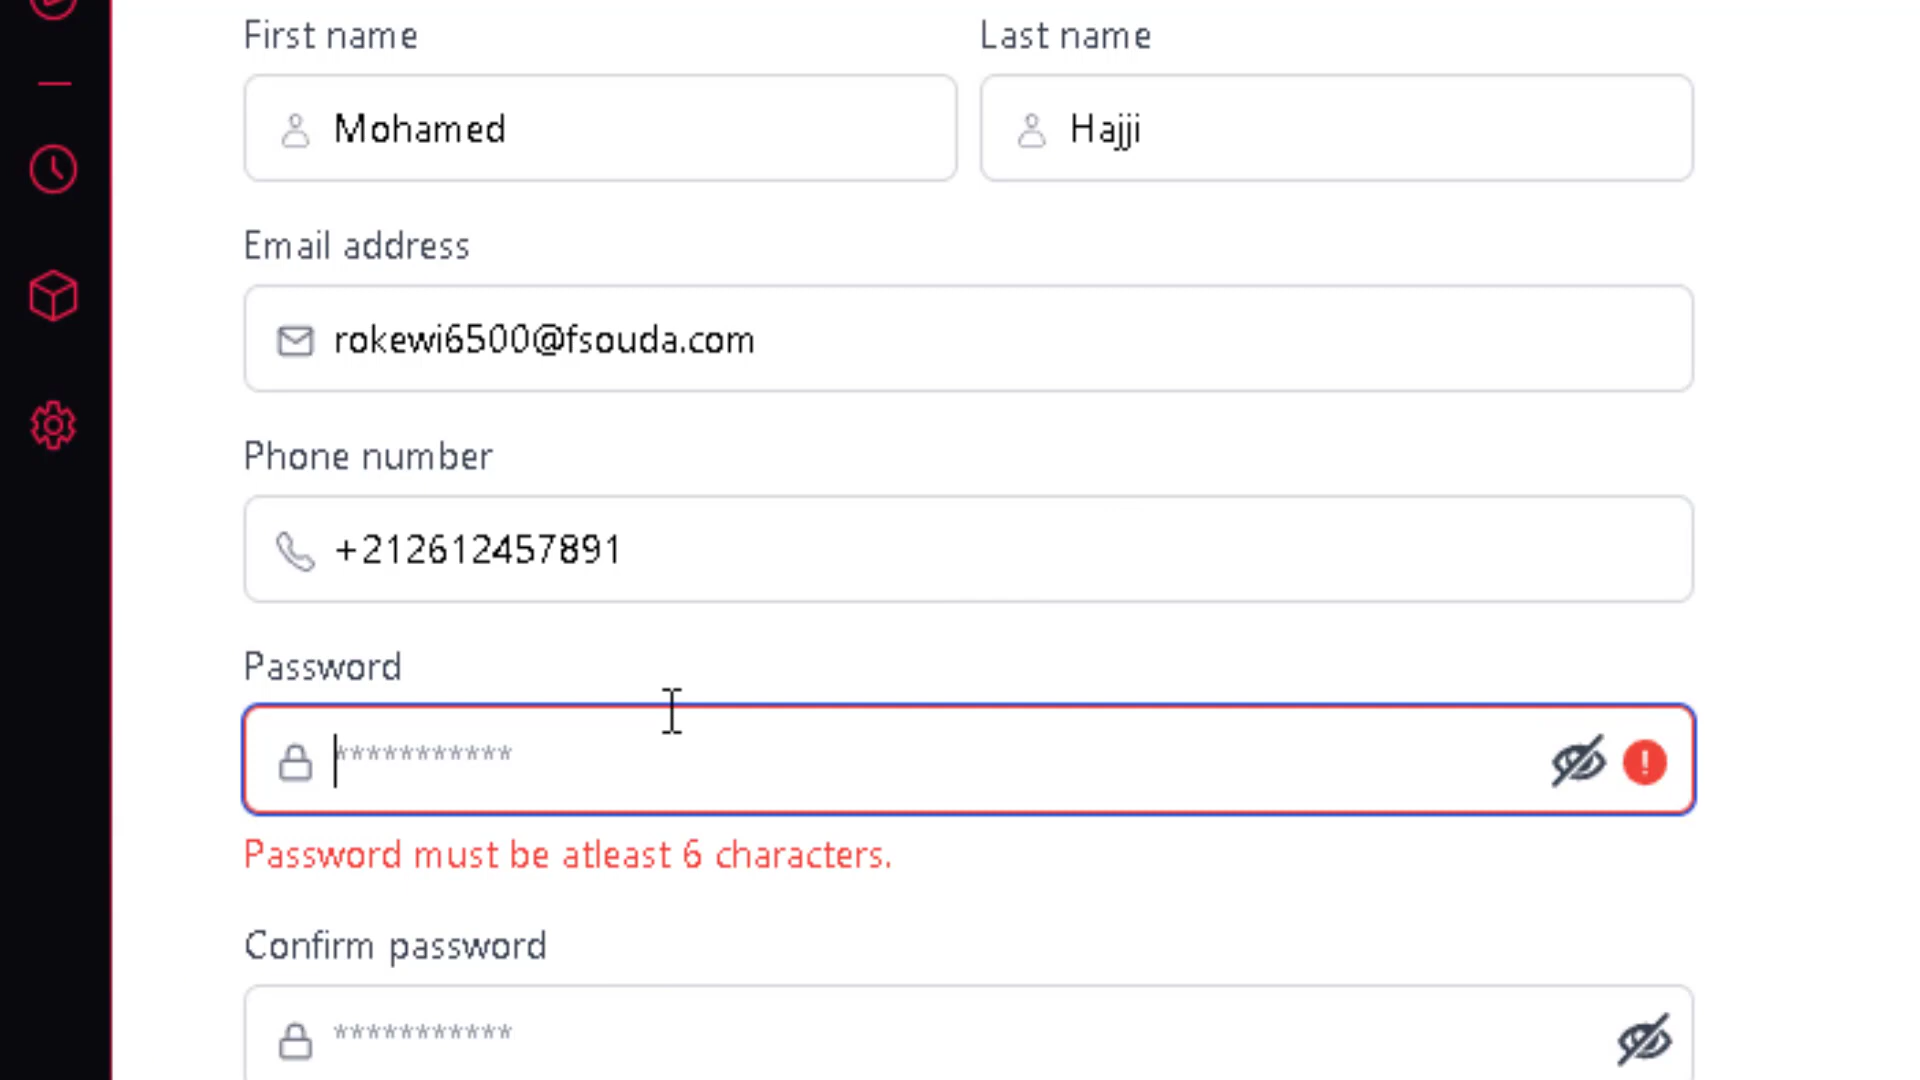 First name Last name
Mohamed Hajji
Email address
rokewi6500@fsouda.com
Phone number
+212612457891
Password
***********
Password must be atleast 6 characters.
Confirm password
***********